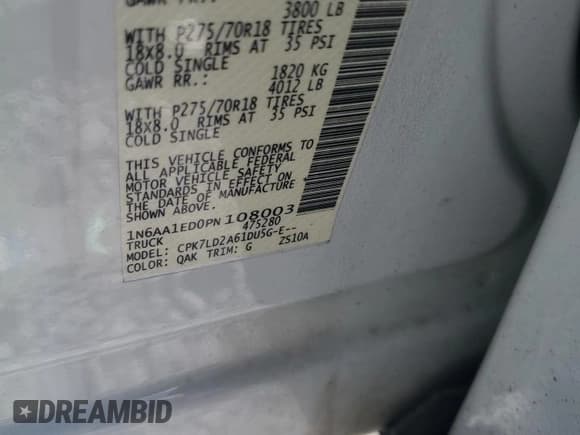 GAWR FR.:
3800 LB
WITH P275/70R18 TIRES
18X8.0 RIMS AT 35 PSI
COLD SINGLE
GAWR RR.: 1820 KG
4012 LB
WITH P275/70R18 TIRES
18X8.0 RIMS AT 35 PSI
COLD SINGLE
THIS VEHICLE CONFORMS TO
ALL APPLICABLE FEDERAL
MOTOR VEHICLE SAFETY
STANDARDS IN EFFECT ON
THE DATE OF MANUFACTURE
1N6AA1ED0PN108003
TRUCK 475280
MODEL: CPK7LD2A61DU5G-E--
COLOR: QAK TRIM: G ZS10A
DREAMBID